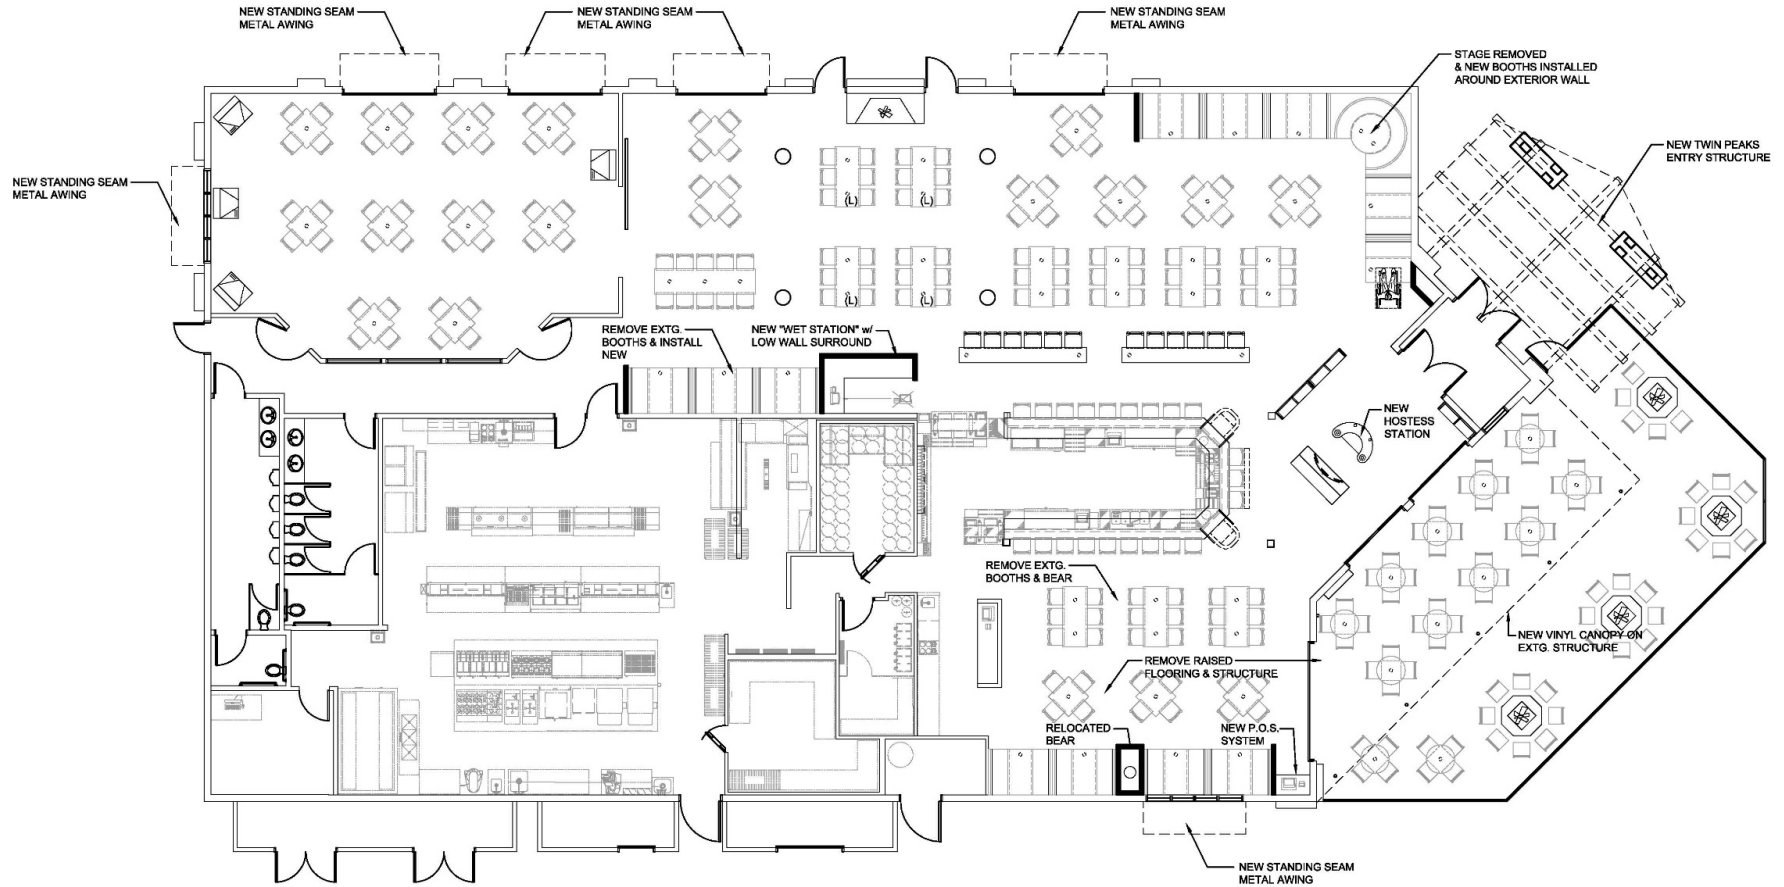 NEW STANDING SEAM
METAL AWING
NEW STANDING SEAM
METAL AWING
NEW STANDING SEAM
METAL AWING
STAGE REMOVED
& NEW BOOTHS INSTALLED
AROUND EXTERIOR WALL
NEW TWIN PEAKS
ENTRY STRUCTURE
NEW STANDING SEAM
METAL AWING
(L)
(L)
(L)
(L)
REMOVE EXTG.
BOOTHS & INSTALL
NEW
NEW "WET STATION" w/
LOW WALL SURROUND
NEW
HOSTESS
STATION
REMOVE EXTG.
BOOTHS & BEAR
NEW VINYL CANOPY ON
EXTG. STRUCTURE
REMOVE RAISED
FLOORING & STRUCTURE
RELOCATED
BEAR
NEW P.O.S.
SYSTEM
NEW STANDING SEAM
METAL AWING